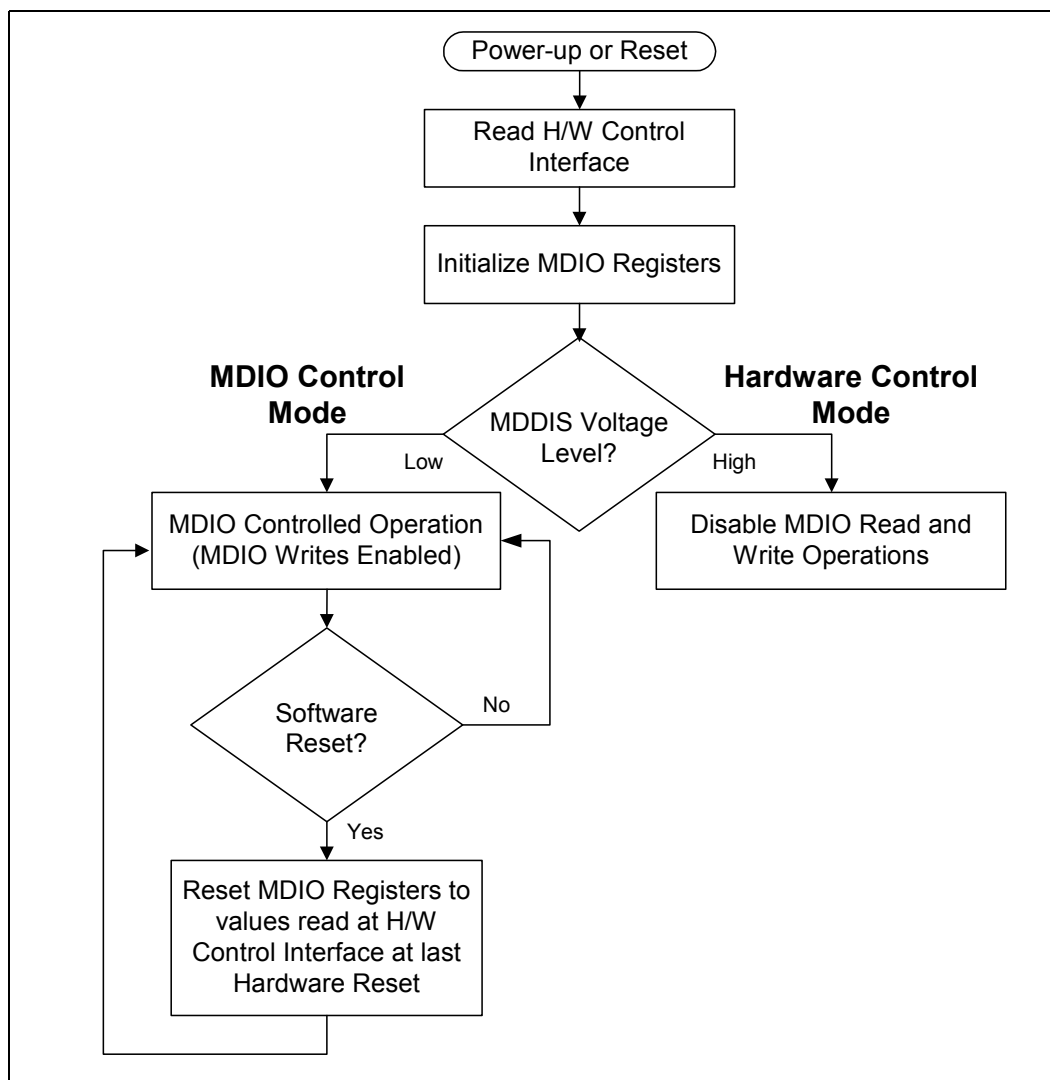 Power-up or Reset
Read H/W Control
Interface
Initialize MDIO Registers
MDIO Control
Mode
Hardware Control
Mode
MDDIS Voltage
Level?
Low
High
MDIO Controlled Operation
(MDIO Writes Enabled)
Disable MDIO Read and
Write Operations
Software
Reset?
No
Yes
Reset MDIO Registers to
values read at H/W
Control Interface at last
Hardware Reset